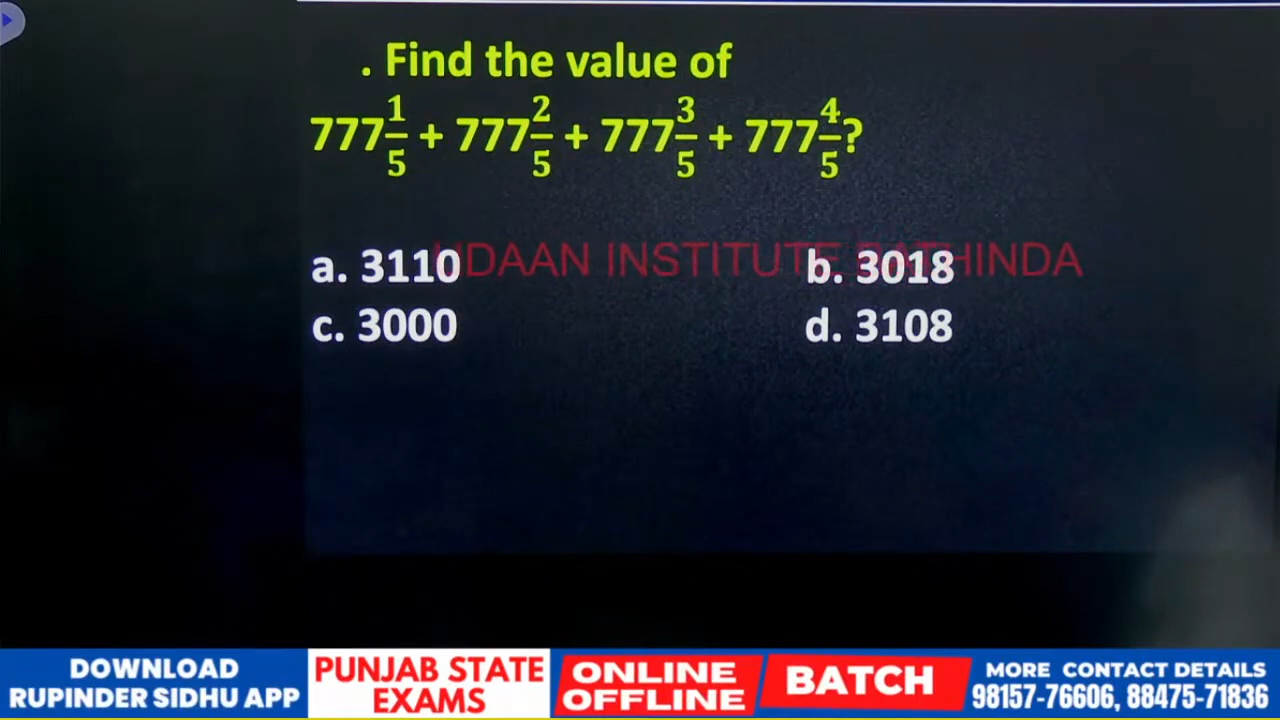 . Find the value of
777 1/5 + 777 2/5 + 777 3/5 + 777 4/5?
UDAAN INSTITUTE BATHINDA
a. 3110 b. 3018
c. 3000 d. 3108
DOWNLOAD
RUPINDER SIDHU APP
PUNJAB STATE
EXAMS
ONLINE
OFFLINE
BATCH
MORE CONTACT DETAILS
98157-76606, 88475-71836